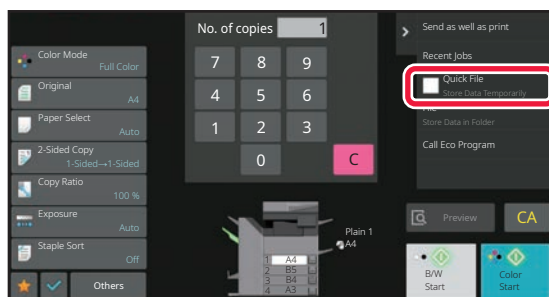 No. of copies 1
Color Mode
Full Color
Original
A4
Paper Select
Auto
2-Sided Copy
1-Sided→1-Sided
Copy Ratio
100 %
Exposure
Auto
Staple Sort
Off
Others
7 8 9
4 5 6
1 2 3
0 C
Plain 1
A4
1 A4
2 B5
3 B4
4 A3
Send as well as print
Recent Jobs
Quick File
Store Data Temporarily
File
Store Data in Folder
Call Eco Program
Preview
CA
B/W
Start
Color
Start